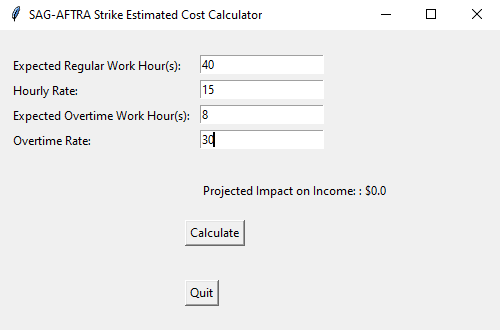 SAG-AFTRA Strike Estimated Cost Calculator
Expected Regular Work Hour(s): 40
Hourly Rate: 15
Expected Overtime Work Hour(s): 8
Overtime Rate: 30
Projected Impact on Income: : $0.0
Calculate
Quit